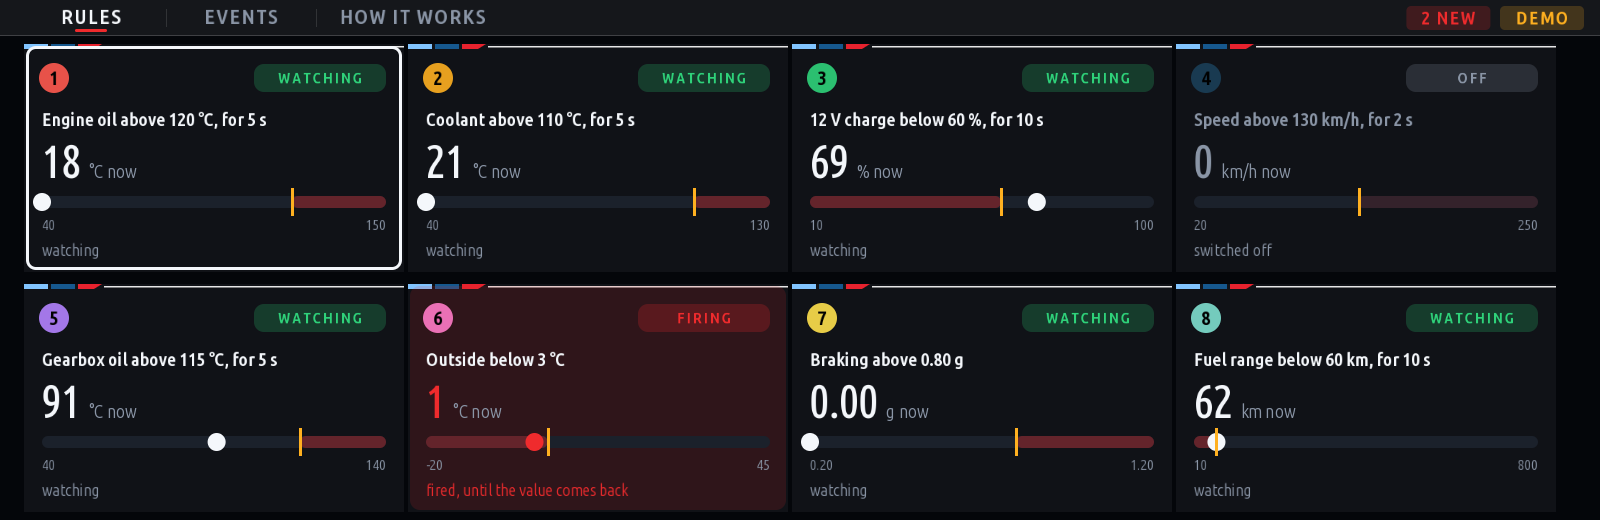 RULES
EVENTS
HOW IT WORKS
2 NEW
DEMO
1
WATCHING
Engine oil above 120 °C, for 5 s
18 °C now
40
150
watching
2
WATCHING
Coolant above 110 °C, for 5 s
21 °C now
40
130
watching
3
WATCHING
12 V charge below 60 %, for 10 s
69 % now
10
100
watching
4
OFF
Speed above 130 km/h, for 2 s
0 km/h now
20
250
switched off
5
WATCHING
Gearbox oil above 115 °C, for 5 s
91 °C now
40
140
watching
6
FIRING
Outside below 3 °C
1 °C now
-20
45
fired, until the value comes back
7
WATCHING
Braking above 0.80 g
0.00 g now
0.20
1.20
watching
8
WATCHING
Fuel range below 60 km, for 10 s
62 km now
10
800
watching